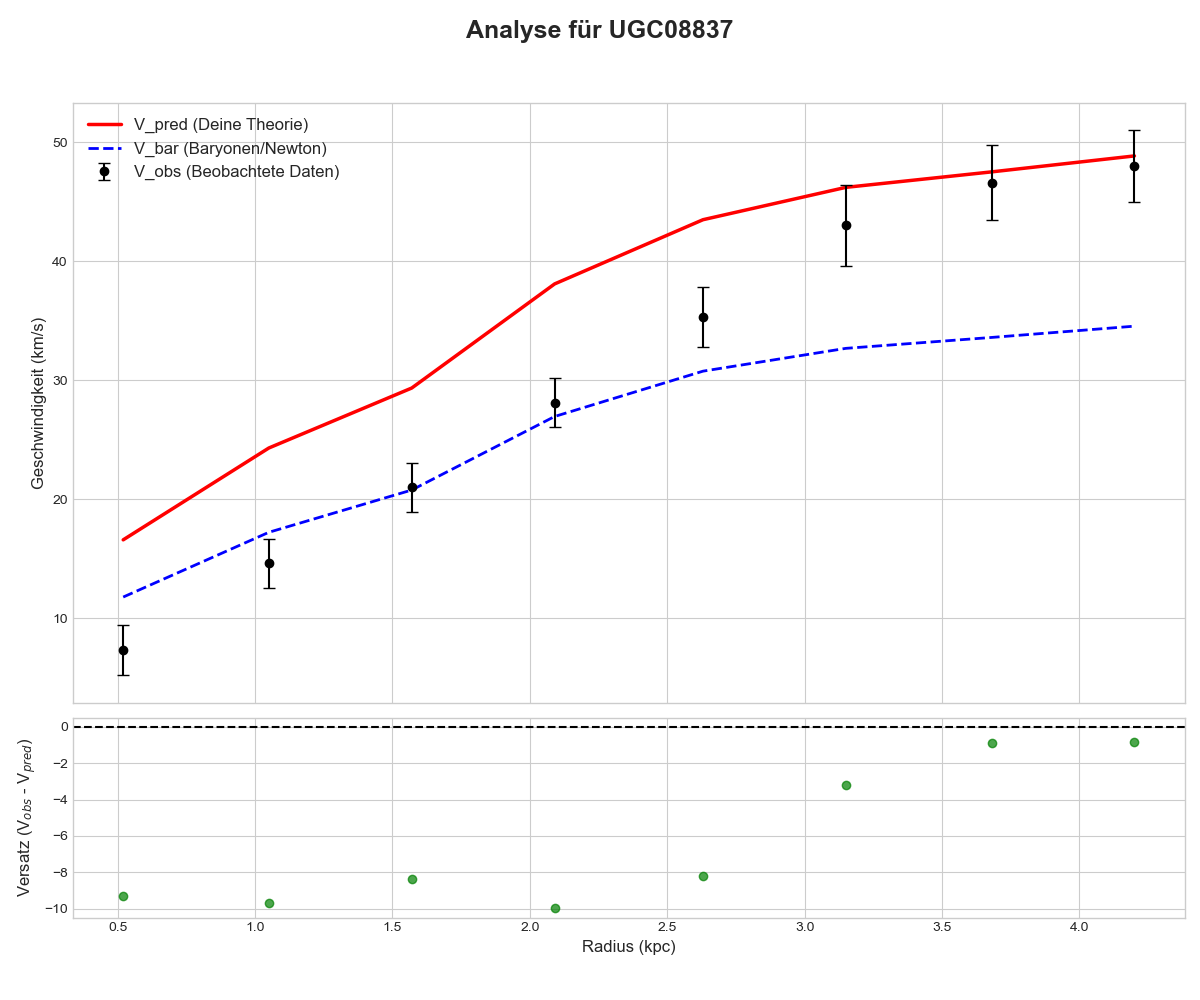 Analyse für UGC08837
V_pred (Deine Theorie)
V_bar (Baryonen/Newton)
V_obs (Beobachtete Daten)
Geschwindigkeit (km/s)
50
40
30
20
10
Versatz (V_obs - V_pred)
0
−2
−4
−6
−8
−10
0.5 1.0 1.5 2.0 2.5 3.0 3.5 4.0
Radius (kpc)